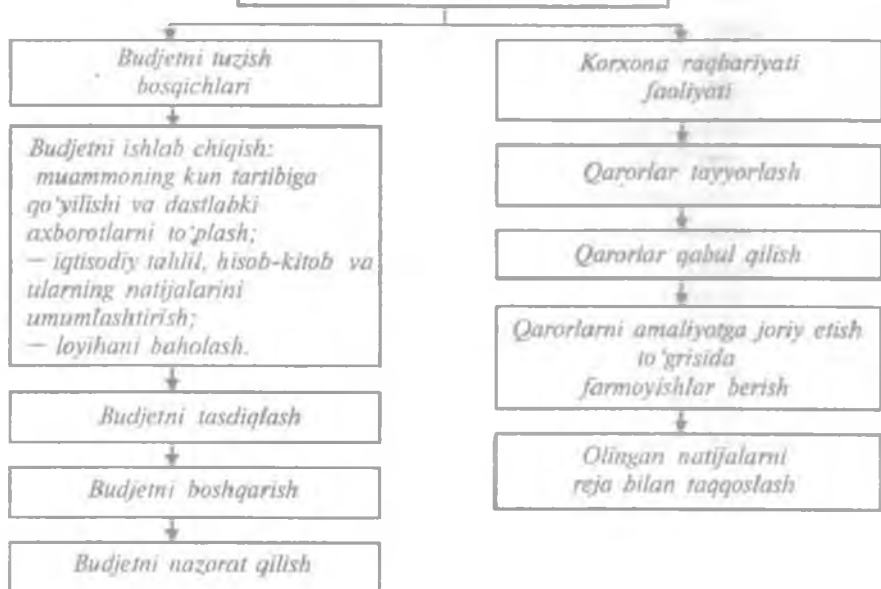 Budjetni tuzish
bosqichlari
Budjetni ishlab chiqish:
muammoning kun tartibiga
qo'yilishi va dastlabki
axborotlarni to'plash;
— iqtisodiy tahlil, hisob-kitob va
ularning natijalarini
umumlashtirish;
— loyihani baholash.
Budjetni tasdiqlash
Budjetni boshqarish
Budjetni nazorat qilish
Korxona raqbariyati
faoliyati
Qarorlar tayyorlash
Qarorlar qabul qilish
Qarorlarni amaliyotga joriy etish
to'grisida
farmoyishlar berish
Olingan natijalarni
reja bilan taqqoslash